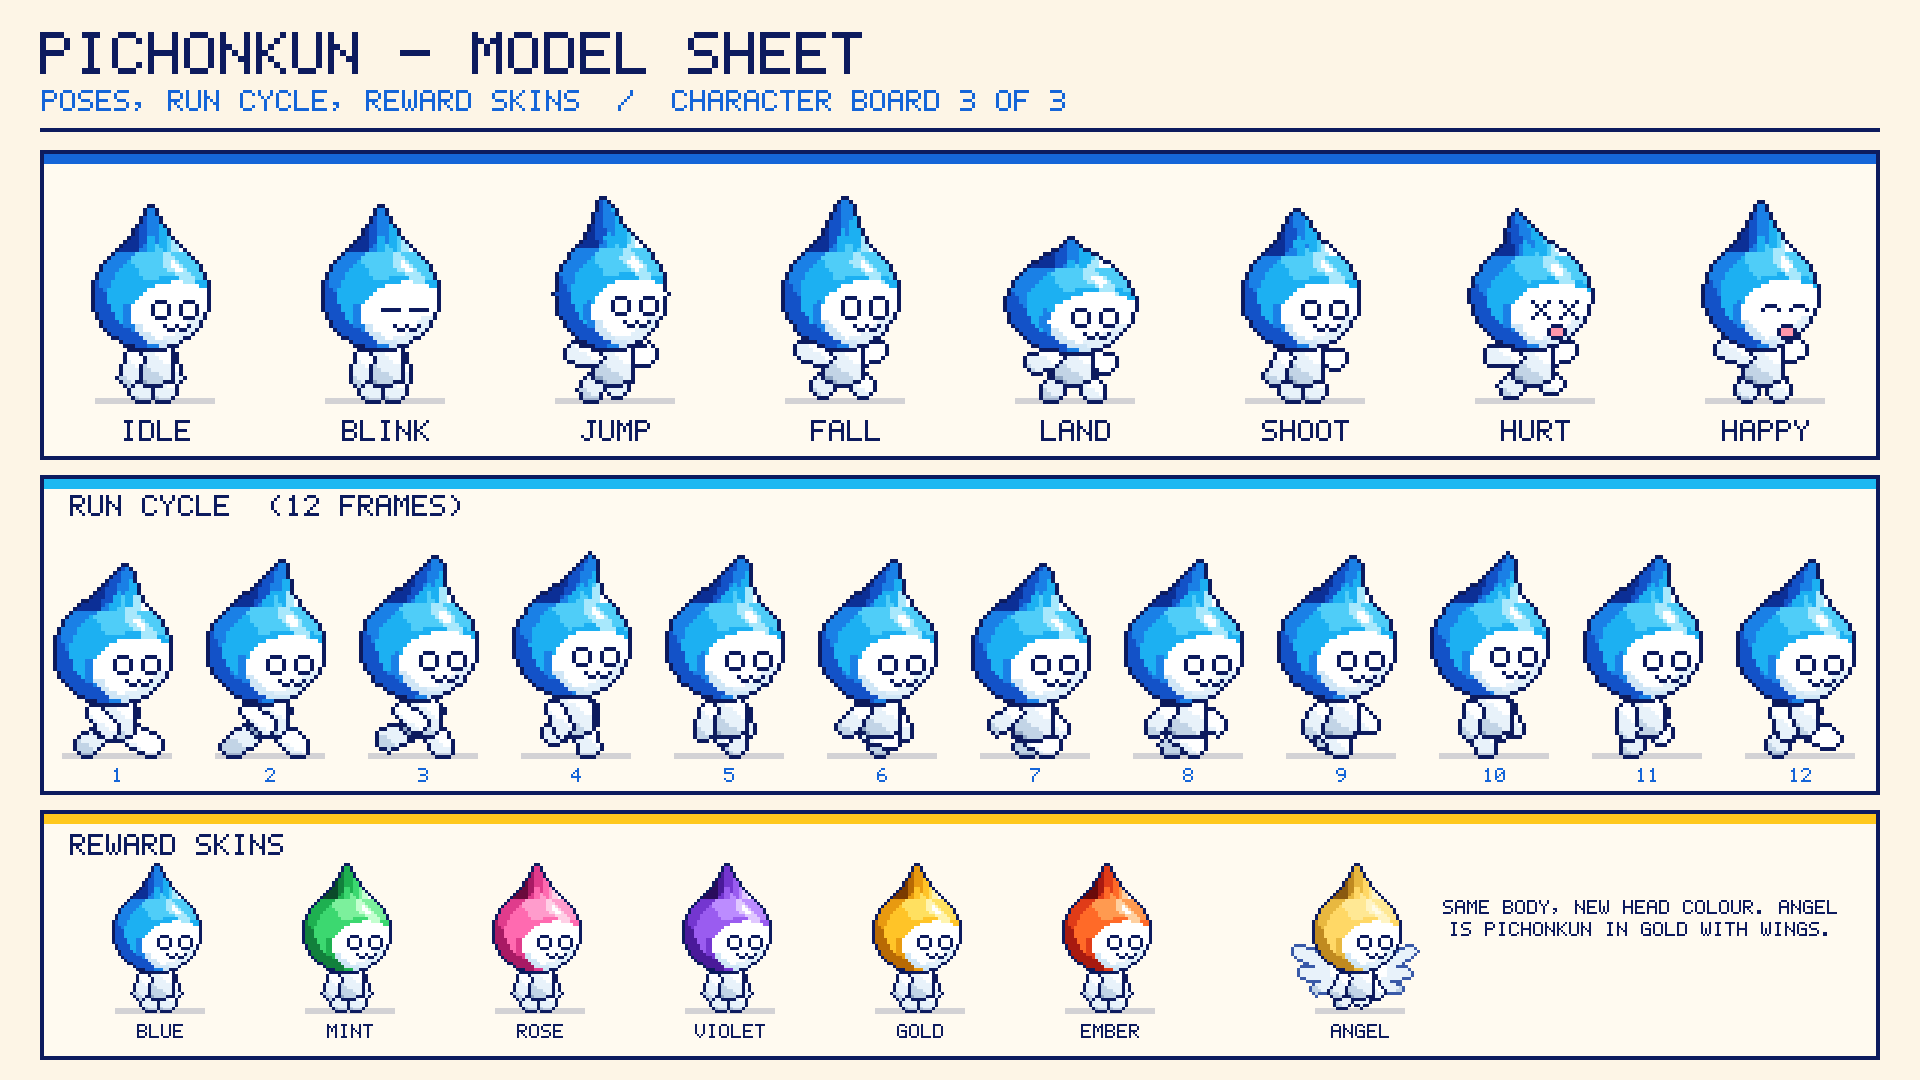 PICHONKUN - MODEL SHEET
POSES, RUN CYCLE, REWARD SKINS / CHARACTER BOARD 3 OF 3
IDLE BLINK JUMP FALL LAND SHOOT HURT HAPPY
RUN CYCLE (12 FRAMES)
1 2 3 4 5 6 7 8 9 10 11 12
REWARD SKINS
SAME BODY, NEW HEAD COLOUR. ANGEL
IS PICHONKUN IN GOLD WITH WINGS.
BLUE MINT ROSE VIOLET GOLD EMBER ANGEL